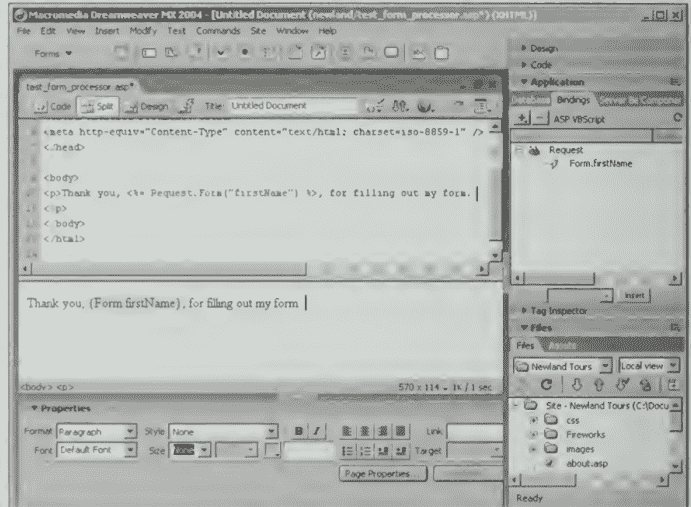 Macromedia Dreamweaver MX 2004 - [Untitled Document (newland/test_form_processor.asp*) (XHTML)]
File Edit View Insert Modify Text Commands Site Window Help
Forms
Design
Code
Application
test_form_processor.asp*
Code Split Design Title: Untitled Document
Bindings
ASP VBScript
<meta http-equiv="Content-Type" content="text/html; charset=iso-8859-1" />
</head>
Request
Form.firstName
<body>
<p>Thank you, <%= Request.Form("firstName") %>, for filling out my form.
body>
</html>
Insert
Thank you, {Form.firstName}, for filling out my form
Tag Inspector
Files
Files Assets
Newland Tours Local view
<body> <p> 570 x 114 1K / 1 sec
Properties
Format Paragraph Style None Link
Font Default Font Size None Target
Page Properties
Site - Newland Tours (C:\Docu
css
Fireworks
images
about.asp
Ready